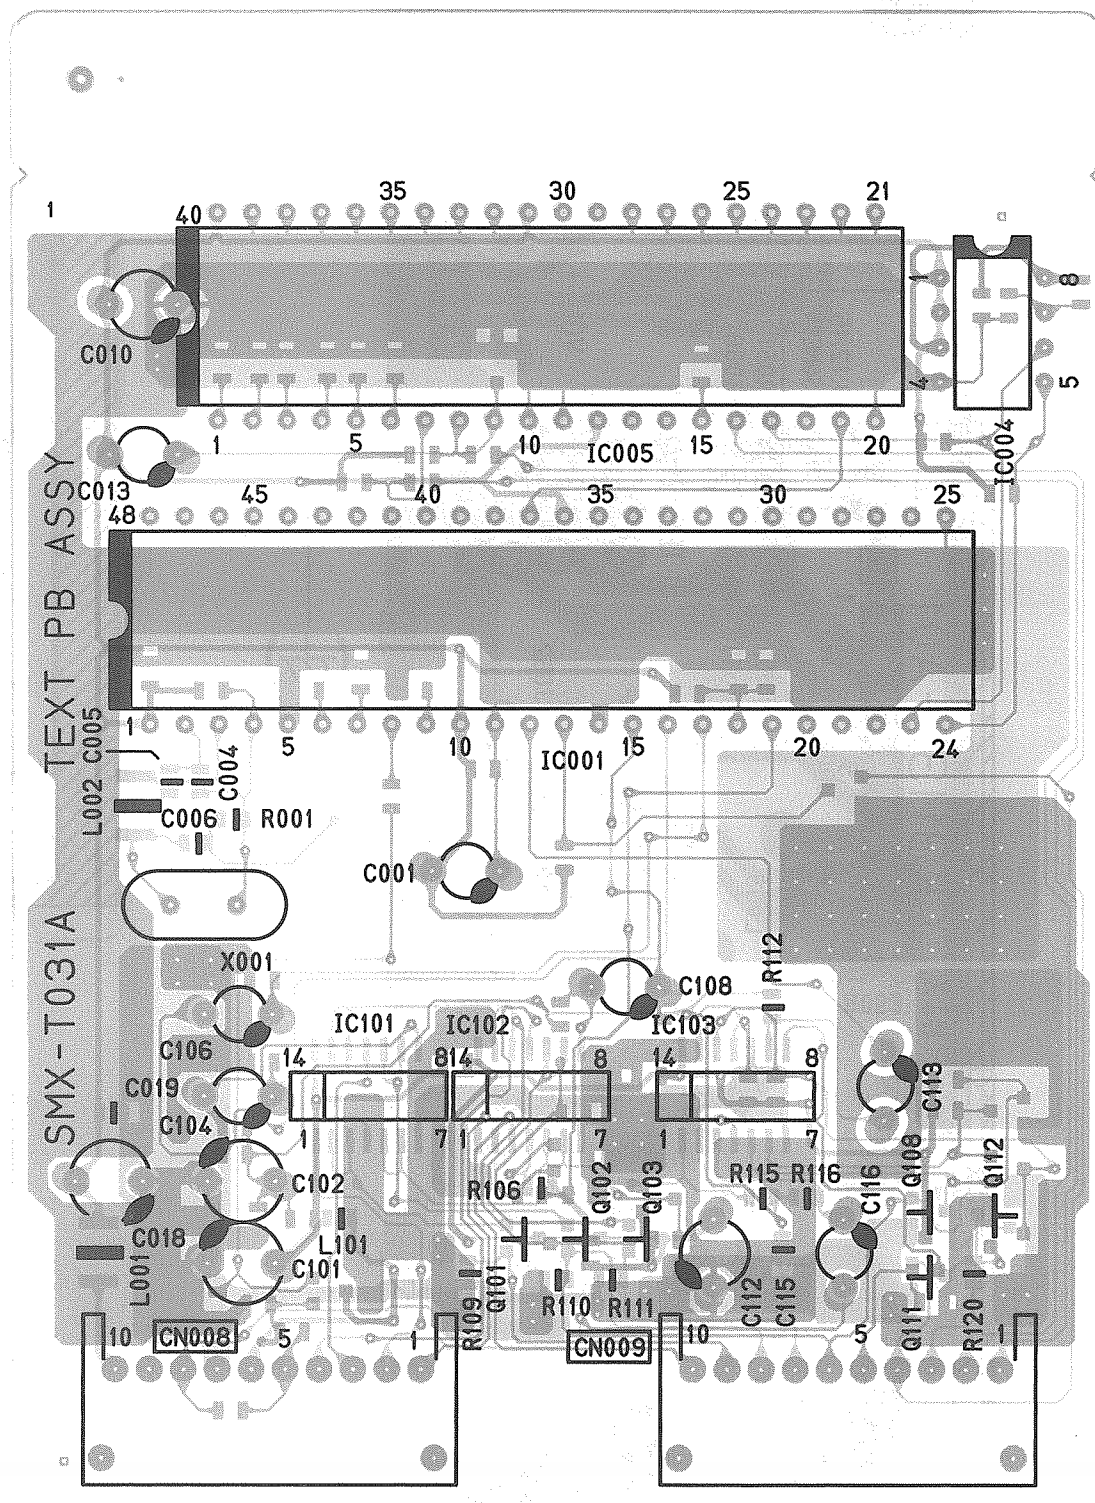 1
40
35
30
25
21
1
8
C010
4
5
1
5
10
15
20
IC005
IC004
C013
48
45
40
35
30
25
SMX-T031A TEXT PB ASSY
1
5
10
15
20
24
IC001
C005
L002
C004
C006
R001
C001
X001
R112
C108
IC101
IC102
IC103
C106
14
8
14
8
14
8
C019
C104
C113
1
7
1
7
1
7
C102
R106
Q102
Q103
R115
R116
C116
Q108
Q112
C018
L101
C101
L001
Q101
R109
R110
R111
C112
C115
Q111
R120
10
CN008
5
1
CN009
10
5
1